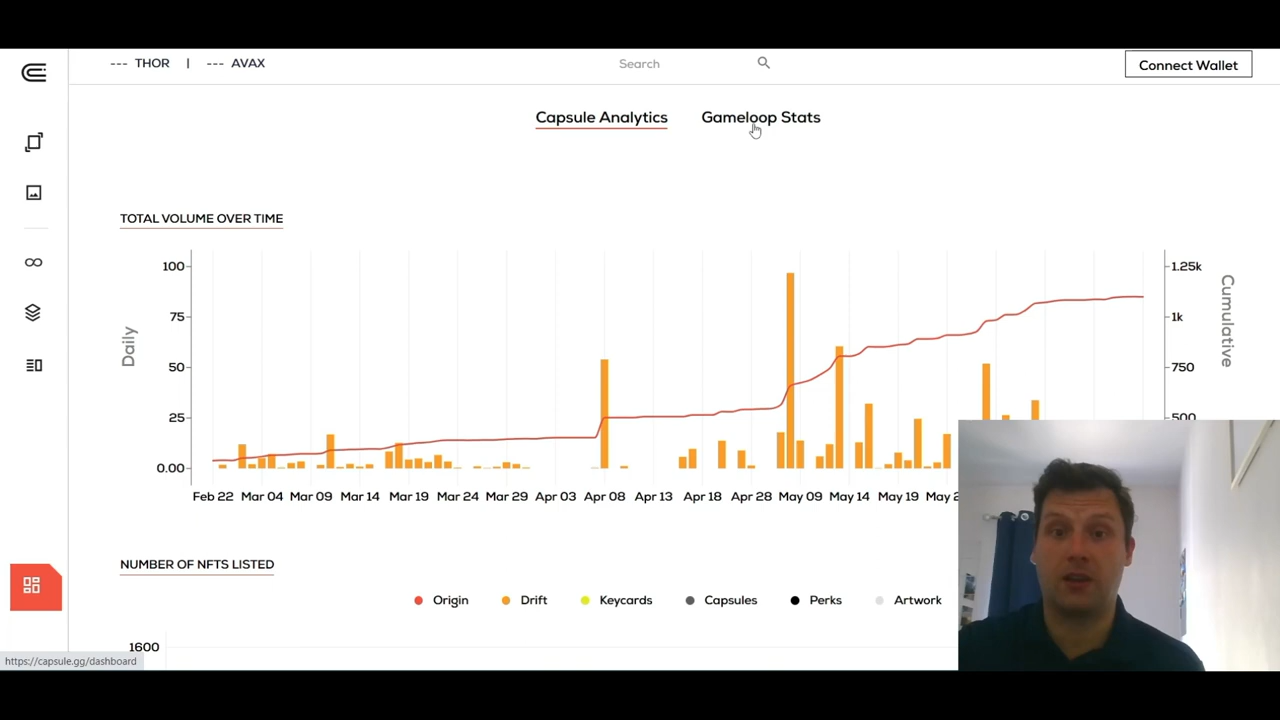 --- THOR | --- AVAX
Search
Connect Wallet
Capsule Analytics Gameloop Stats
TOTAL VOLUME OVER TIME
100
75
50
25
0.00
Daily
1.25k
1k
750
500
Cumulative
Feb 22 Mar 04 Mar 09 Mar 14 Mar 19 Mar 24 Mar 29 Apr 03 Apr 08 Apr 13 Apr 18 Apr 28 May 09 May 14 May 19 May 2
NUMBER OF NFTS LISTED
Origin Drift Keycards Capsules Perks Artwork
1600
https://capsule.gg/dashboard